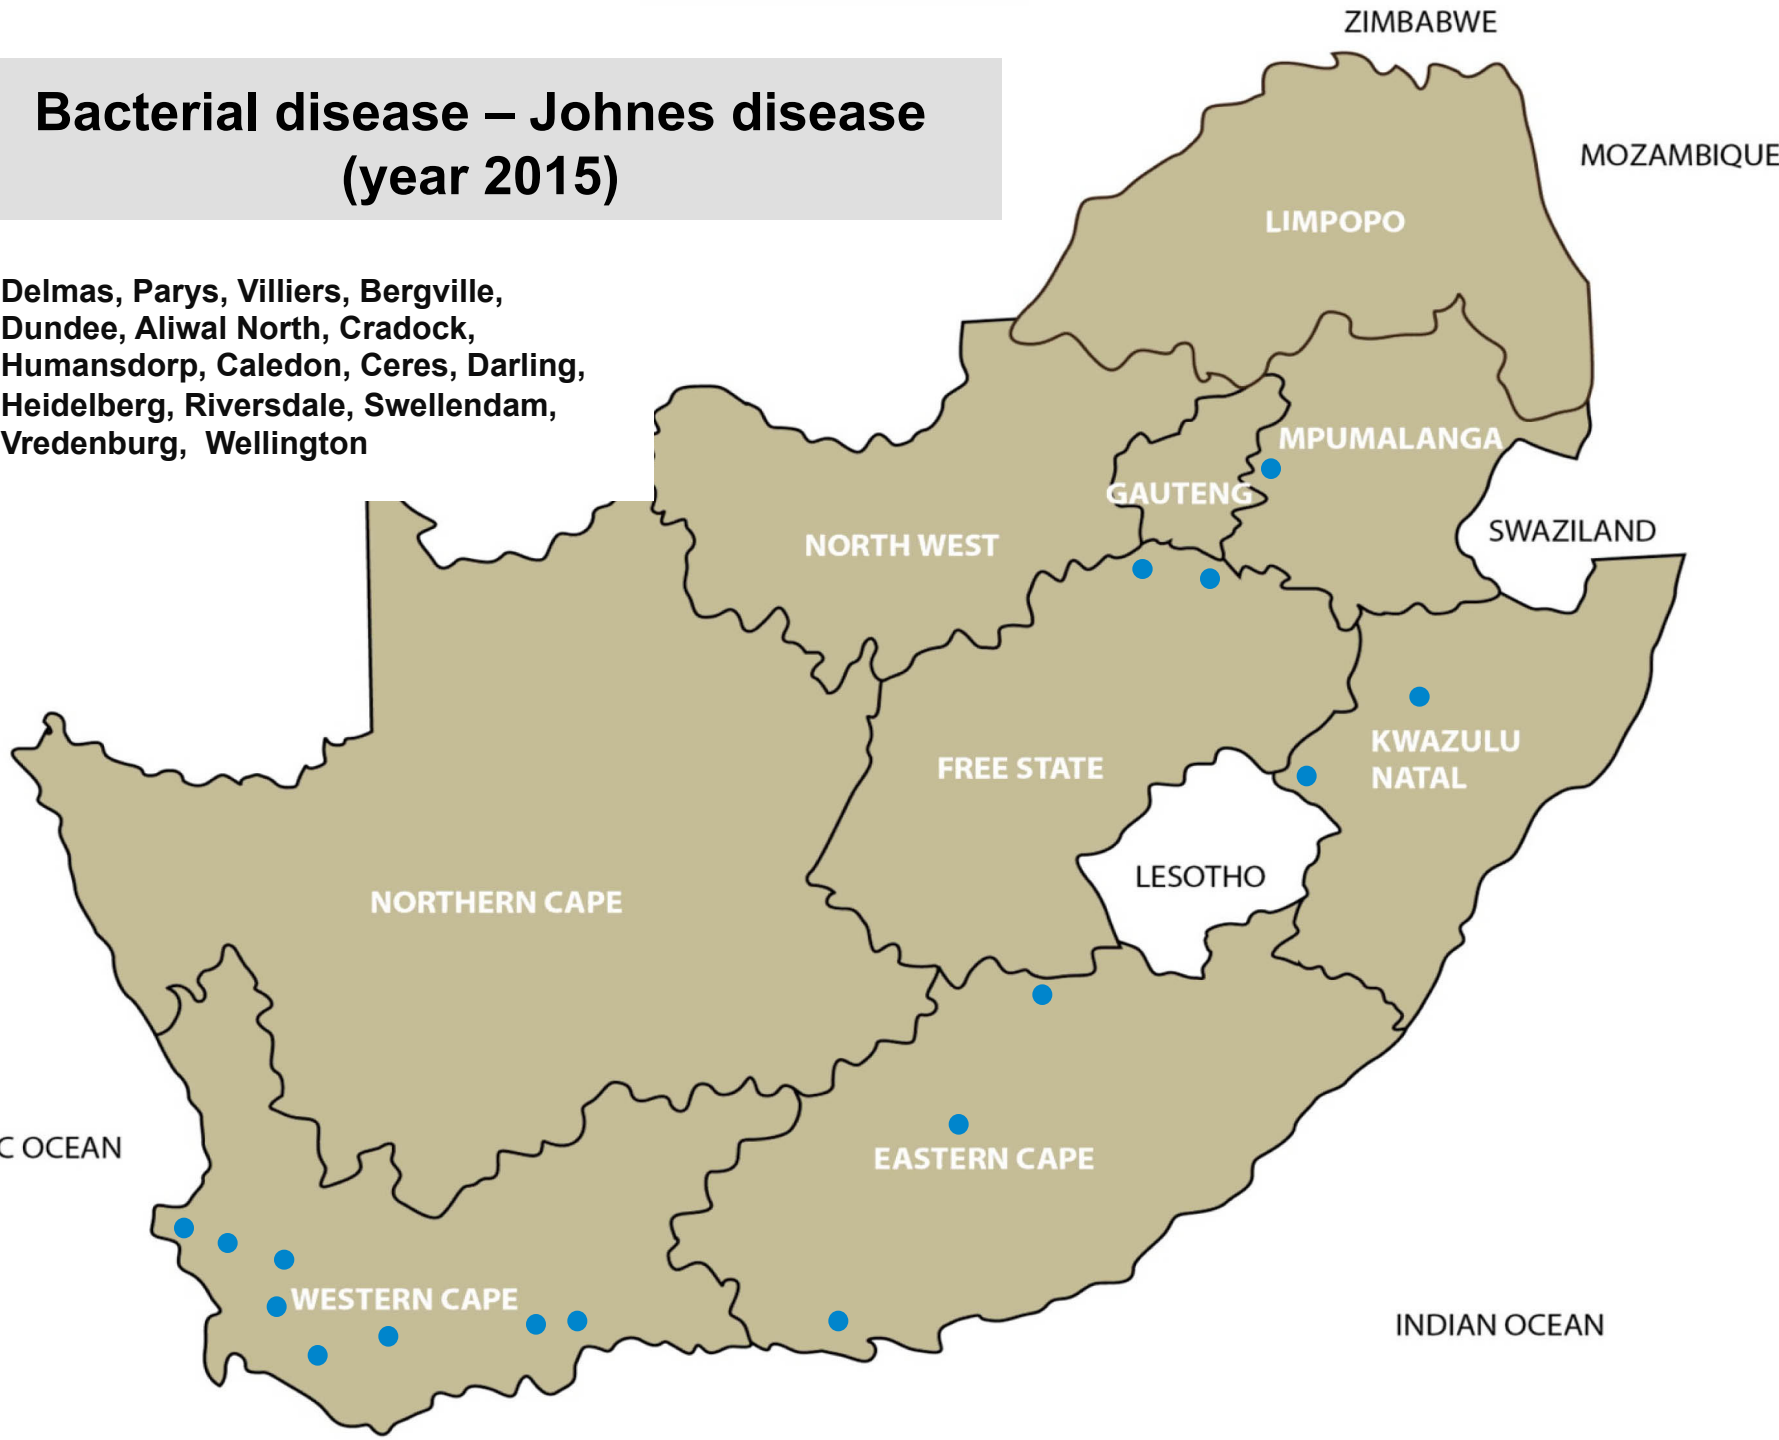 ZIMBABWE
Bacterial disease – Johnes disease
(year 2015)
MOZAMBIQUE
LIMPOPO
Delmas, Parys, Villiers, Bergville,
Dundee, Aliwal North, Cradock,
Humansdorp, Caledon, Ceres, Darling,
Heidelberg, Riversdale, Swellendam,
Vredenburg, Wellington
MPUMALANGA
GAUTENG
SWAZILAND
NORTH WEST
KWAZULU
NATAL
FREE STATE
LESOTHO
NORTHERN CAPE
C OCEAN
EASTERN CAPE
WESTERN CAPE
INDIAN OCEAN